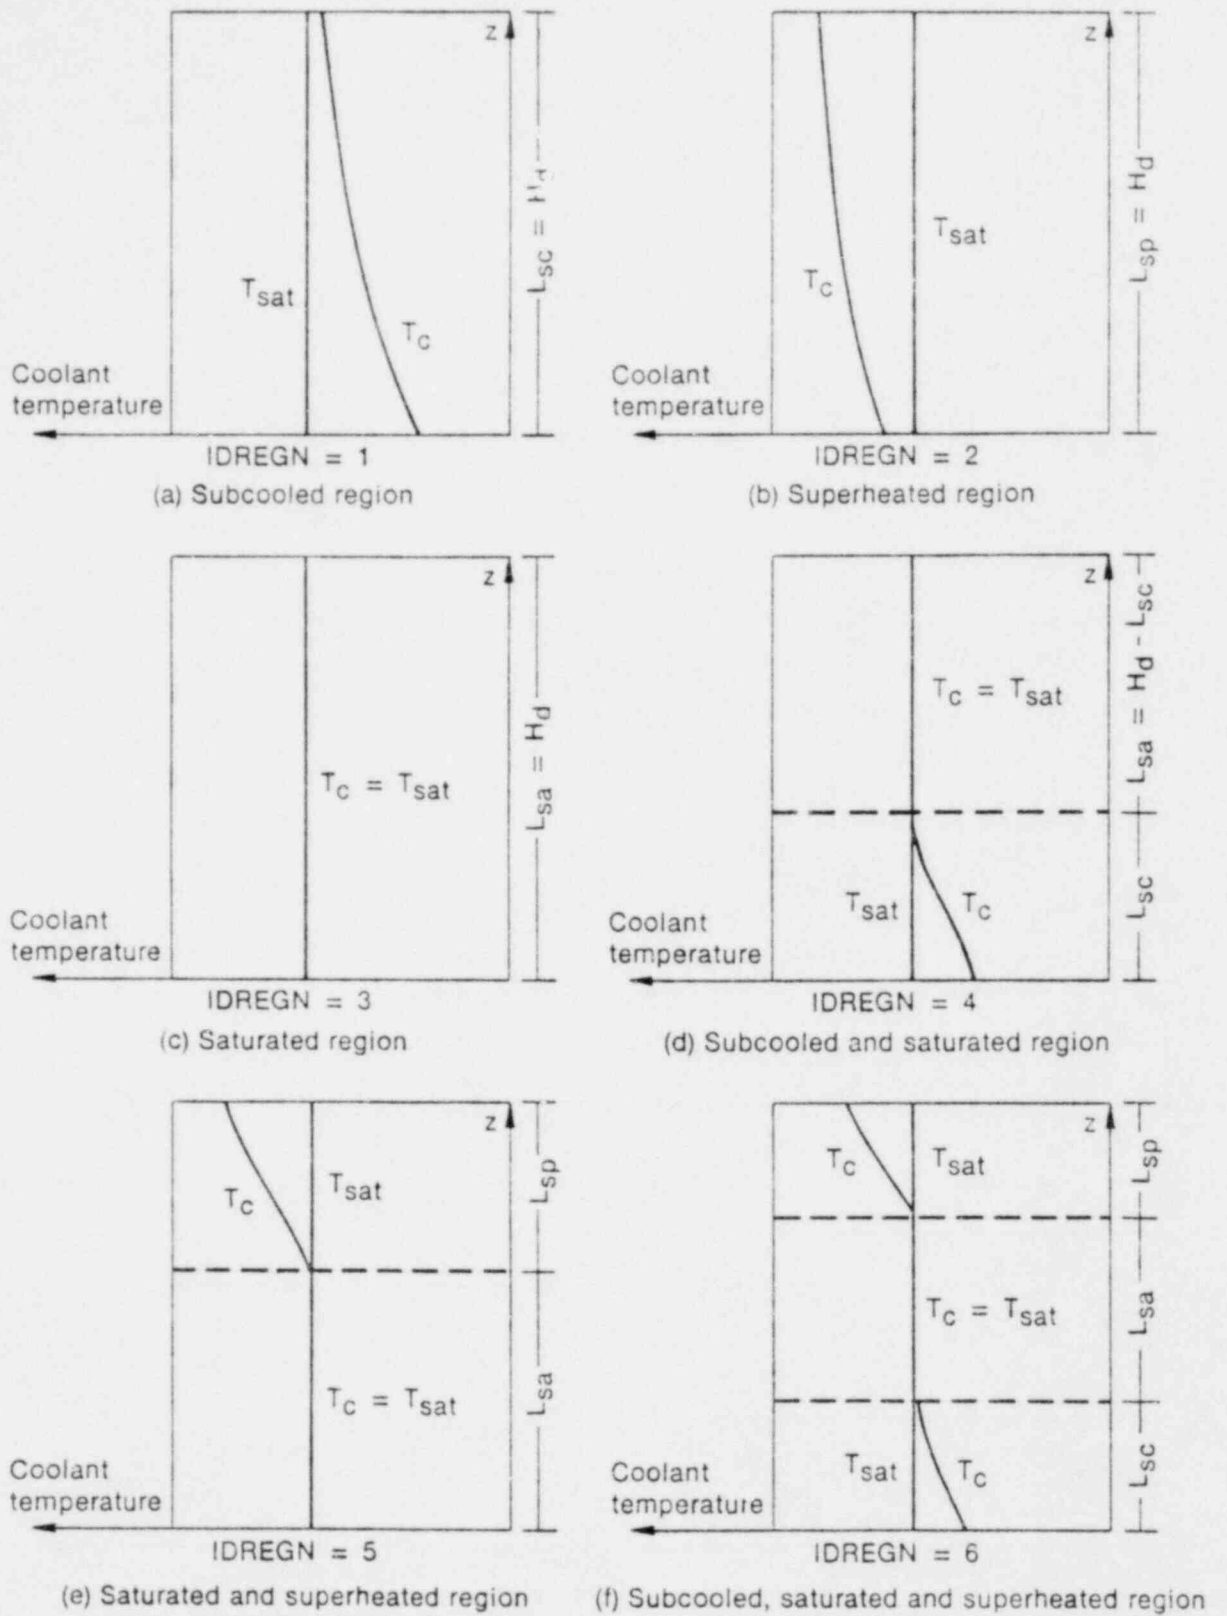 z
T_sat
T_c
L_sc = H_d
Coolant
temperature
IDREGN = 1
(a) Subcooled region
z
T_sat
T_c
L_sp = H_d
Coolant
temperature
IDREGN = 2
(b) Superheated region
z
T_c = T_sat
L_sa = H_d
Coolant
temperature
IDREGN = 3
(c) Saturated region
z
T_c = T_sat
L_sa = H_d - L_sc
T_sat
T_c
L_sc
Coolant
temperature
IDREGN = 4
(d) Subcooled and saturated region
z
T_c
T_sat
L_sp
T_c = T_sat
L_sa
Coolant
temperature
IDREGN = 5
(e) Saturated and superheated region
z
T_c
T_sat
L_sp
T_c = T_sat
L_sa
T_sat
T_c
L_sc
Coolant
temperature
IDREGN = 6
(f) Subcooled, saturated and superheated region